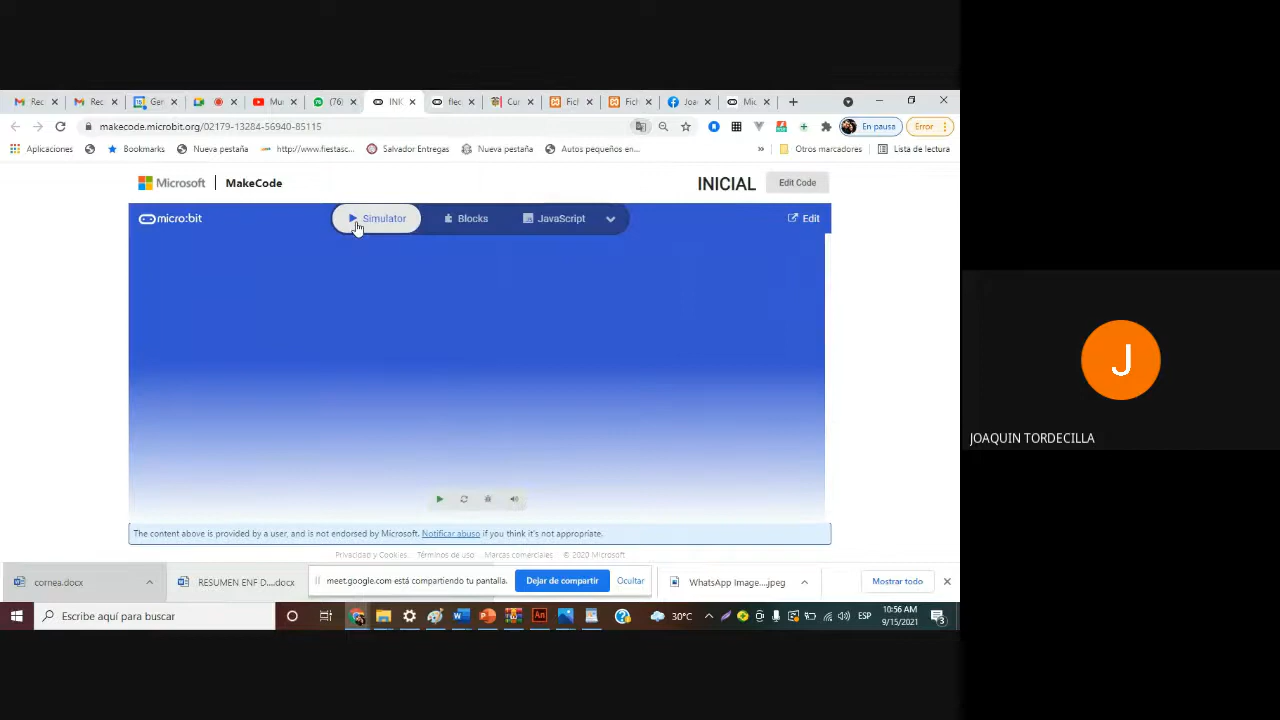 Rec
Rec
Ger
Mu
(76)
INIC
flec
Cur
Fich
Fich
Joa
Mic
makecode.microbit.org/02179-13284-56940-85115
En pausa
Error
Aplicaciones
Bookmarks
Nueva pestaña
http://www.fiestasc...
Salvador Entregas
Nueva pestaña
Autos pequeños en...
»
Otros marcadores
Lista de lectura
Microsoft | MakeCode
INICIAL
Edit Code
micro:bit
Simulator
Blocks
JavaScript
Edit
The content above is provided by a user, and is not endorsed by Microsoft. Notificar abuso if you think it's not appropriate.
Privacidad y Cookies. Términos de uso Marcas comerciales © 2020 Microsoft
cornea.docx
RESUMEN ENF D....docx
meet.google.com está compartiendo tu pantalla.
Dejar de compartir
Ocultar
WhatsApp Image....jpeg
Mostrar todo
Escribe aquí para buscar
30°C
ESP
10:56 AM
9/15/2021
3
J
JOAQUIN TORDECILLA